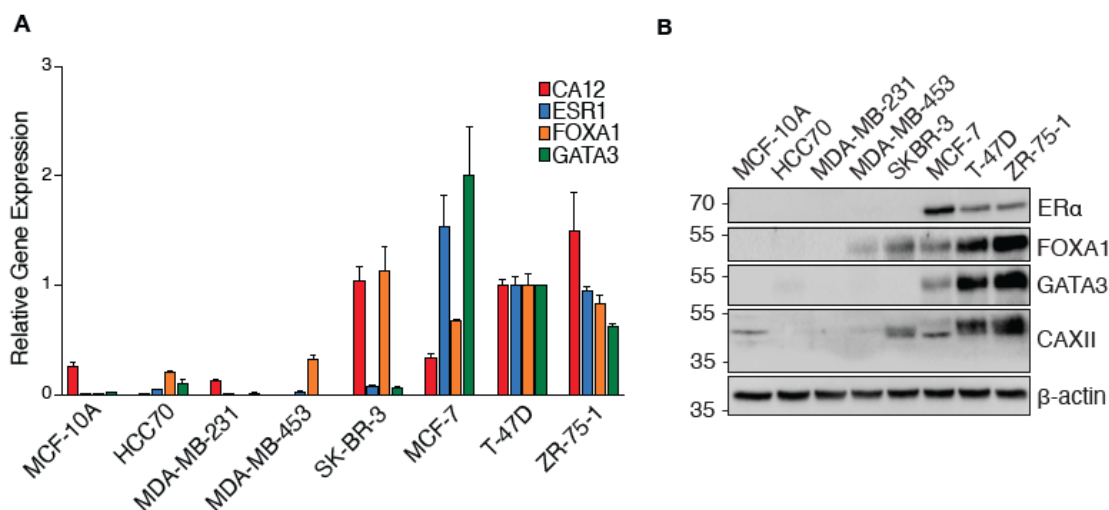 A
Relative Gene Expression
3
2
1
0
CA12
ESR1
FOXA1
GATA3
MCF-10A
HCC70
MDA-MB-231
MDA-MB-453
SK-BR-3
MCF-7
T-47D
ZR-75-1
B
MCF-10A
HCC70
MDA-MB-231
MDA-MB-453
SKBR-3
MCF-7
T-47D
ZR-75-1
70
ERα
55
FOXA1
55
GATA3
55
CAXII
35
β-actin
35